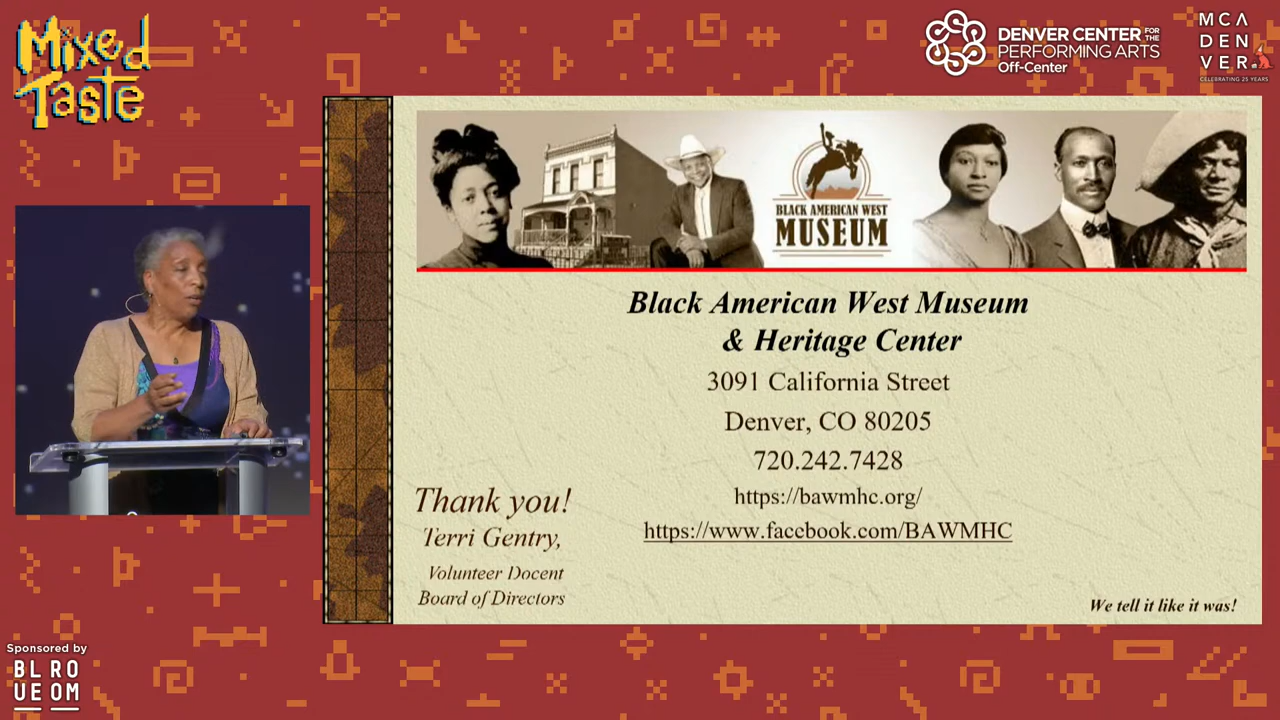 Mixed
Taste
DENVER CENTER FOR THE
PERFORMING ARTS
Off-Center
MCA
DEN
VER
CELEBRATING 25 YEARS
BLACK AMERICAN WEST
MUSEUM
Black American West Museum
& Heritage Center
3091 California Street
Denver, CO 80205
720.242.7428
https://bawmhc.org/
https://www.facebook.com/BAWMHC
Thank you!
Terri Gentry,
Volunteer Docent
Board of Directors
We tell it like it was!
Sponsored by
BL RO
UE OM